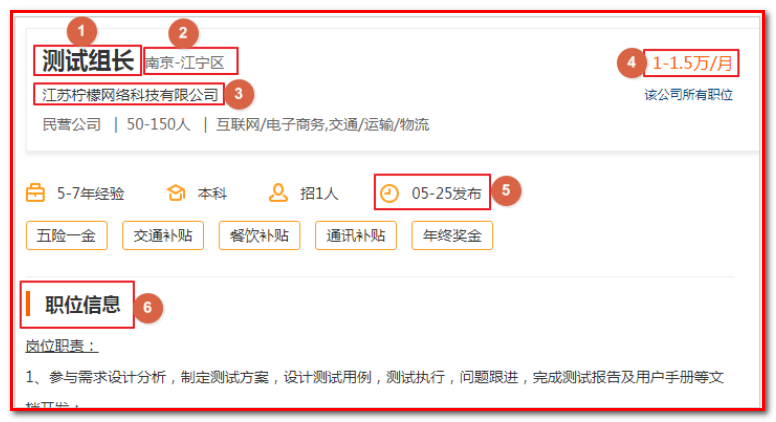 1
2
测试组长 南京-江宁区
4 1-1.5万/月
江苏柠檬网络科技有限公司 3
该公司所有职位
民营公司 | 50-150人 | 互联网/电子商务,交通/运输/物流
5-7年经验 本科 招1人 05-25发布 5
五险一金 交通补贴 餐饮补贴 通讯补贴 年终奖金
职位信息 6
岗位职责：
1、参与需求设计分析，制定测试方案，设计测试用例，测试执行，问题跟进，完成测试报告及用户手册等文
档开发；